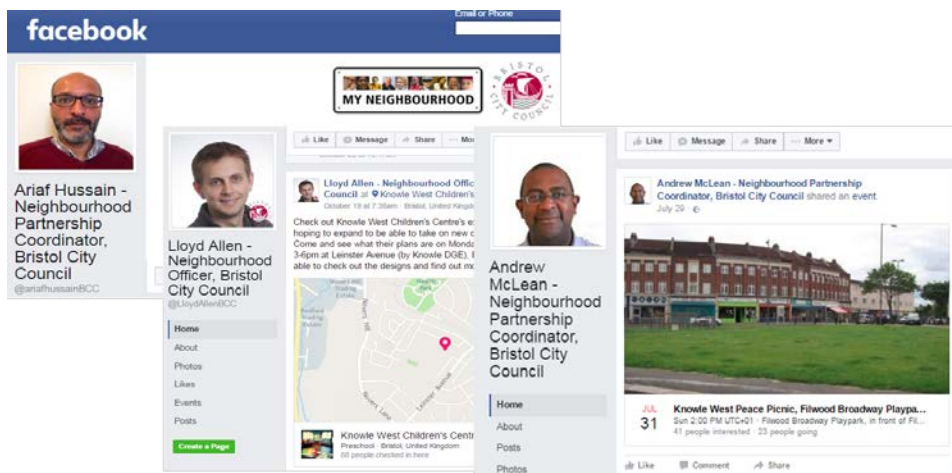 facebook
Email or Phone
MY NEIGHBOURHOOD
BRISTOL
CITY COUNCIL
Ariaf Hussain -
Neighbourhood
Partnership
Coordinator,
Bristol City
Council
@ariafhussainBCC
Lloyd Allen -
Neighbourhood
Officer, Bristol
City Council
@LloydAllenBCC
Home
About
Photos
Likes
Events
Posts
Create a Page
Like Message Share
Lloyd Allen - Neighbourhood Offic
Council at Knowle West Children's
October 19 at 7:36am · Bristol, United Kingdo
Check out Knowle West Children's Centre's e
hoping to expand to be able to take on new c
Come and see what their plans are on Monda
3-6pm at Leinster Avenue (by Knowle DGE).
able to check out the designs and find out mo
Leinster Avenue
Knowle West Children's Centr
Preschool · Bristol, United Kingdom
60 people checked in here
Andrew
McLean -
Neighbourhood
Partnership
Coordinator,
Bristol City
Council
Home
About
Posts
Photos
Like Message Share More
Andrew McLean - Neighbourhood Partnership
Coordinator, Bristol City Council shared an event.
July 29
JUL
31
Knowle West Peace Picnic, Filwood Broadway Playpa...
Sun 2:00 PM UTC+01 · Filwood Broadway Playpark, in front of Fil...
41 people interested · 23 people going
Like Comment Share